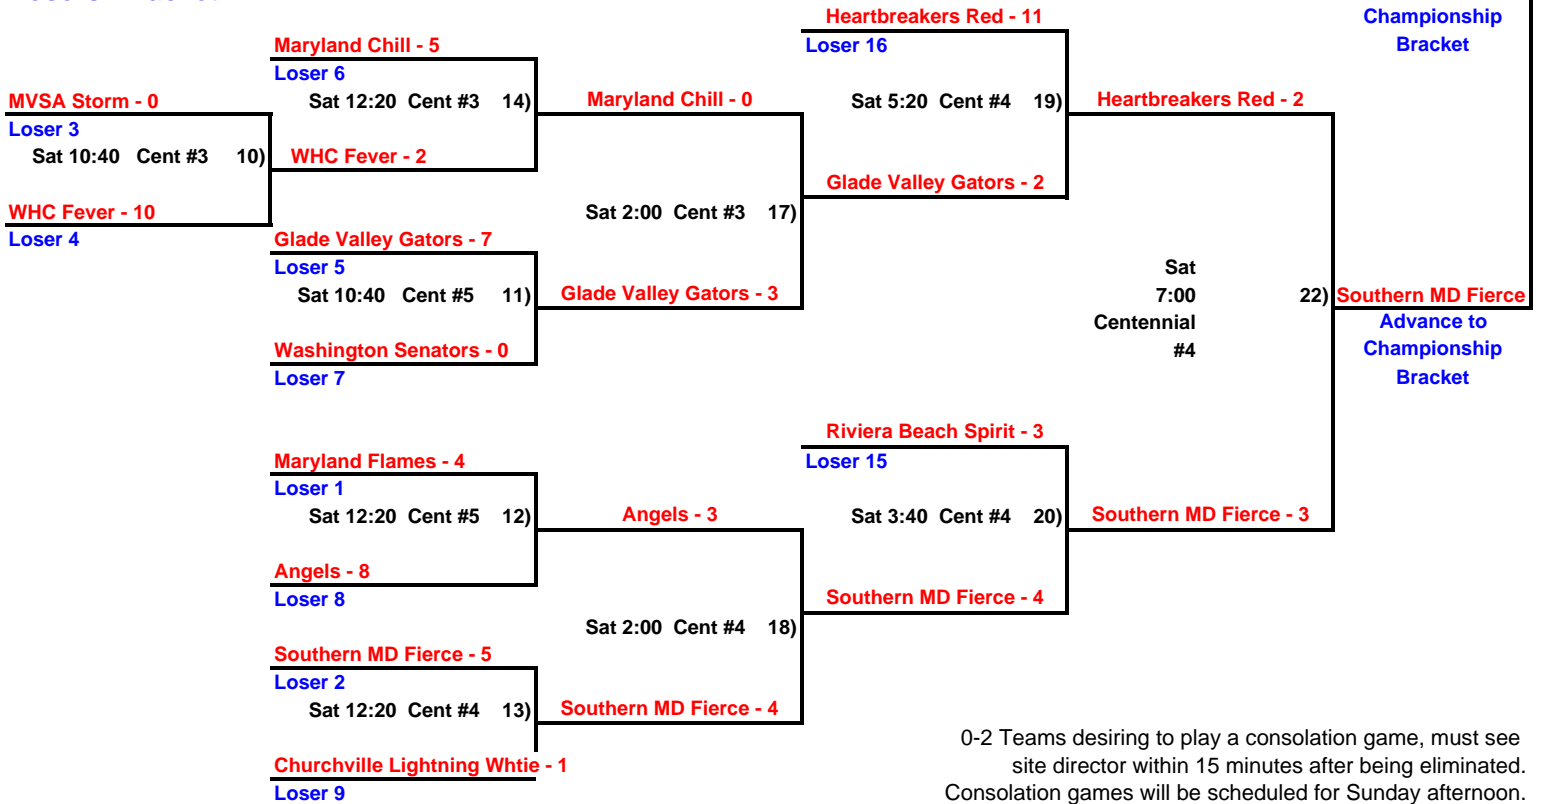 Heartbreakers Red - 11
Championship
Maryland Chill - 5
Loser 16
Bracket
Loser 6
MVSA Storm - 0
Sat 12:20 Cent #3 14)
Maryland Chill - 0
Sat 5:20 Cent #4 19)
Heartbreakers Red - 2
Loser 3
Sat 10:40 Cent #3 10)
WHC Fever - 2
Glade Valley Gators - 2
WHC Fever - 10
Sat 2:00 Cent #3 17)
Loser 4
Glade Valley Gators - 7
Loser 5
Sat
Sat 10:40 Cent #5 11)
Glade Valley Gators - 3
7:00
22) Southern MD Fierce
Centennial
Advance to
Washington Senators - 0
#4
Championship
Loser 7
Bracket
Riviera Beach Spirit - 3
Maryland Flames - 4
Loser 15
Loser 1
Sat 12:20 Cent #5 12)
Angels - 3
Sat 3:40 Cent #4 20)
Southern MD Fierce - 3
Angels - 8
Loser 8
Southern MD Fierce - 4
Sat 2:00 Cent #4 18)
Southern MD Fierce - 5
Loser 2
Sat 12:20 Cent #4 13)
Southern MD Fierce - 4
0-2 Teams desiring to play a consolation game, must see
Churchville Lightning Whtie - 1
site director within 15 minutes after being eliminated.
Loser 9
Consolation games will be scheduled for Sunday afternoon.